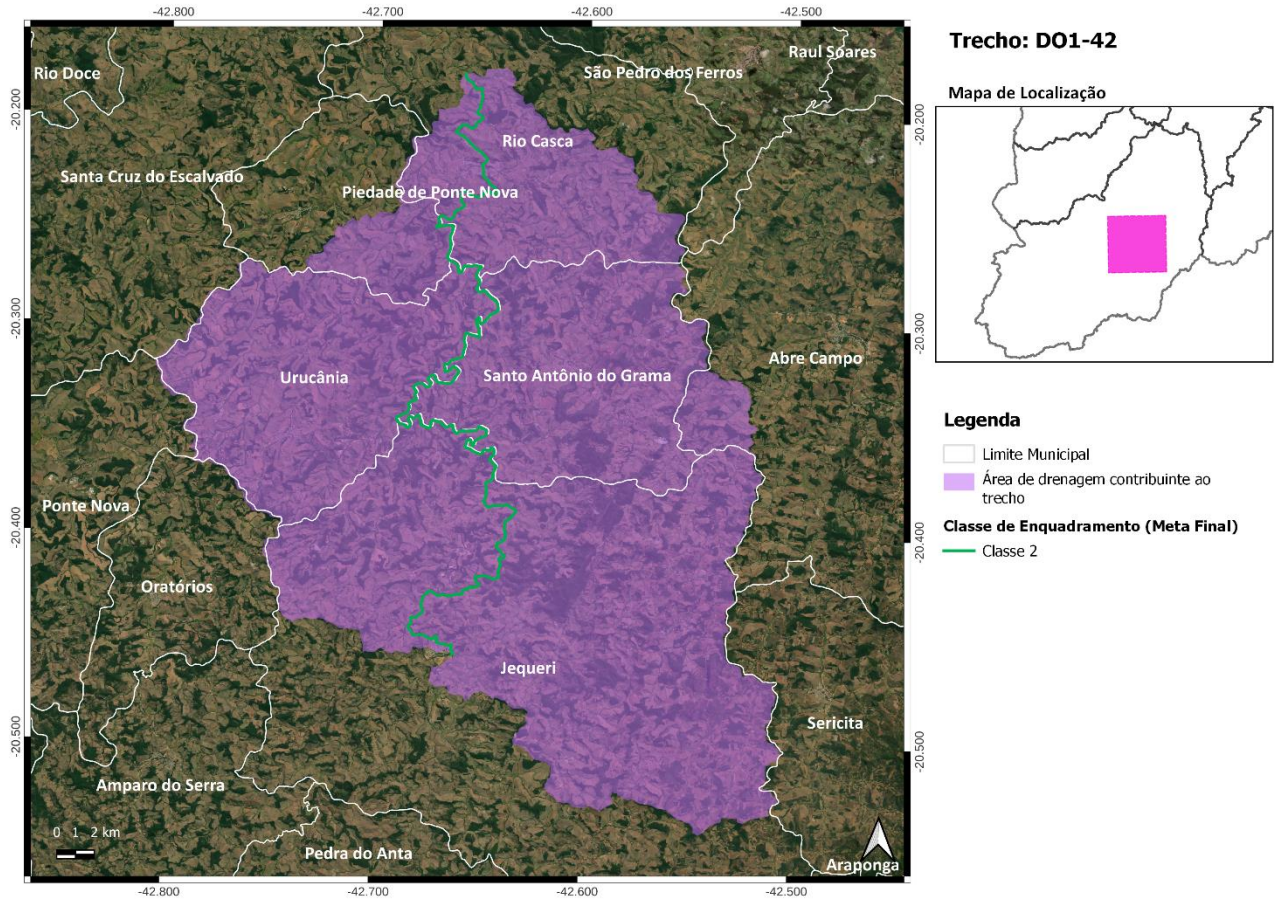 -42.800
-42.700
-42.600
-42.500
Trecho: DO1-42
Mapa de Localização
Raul Soares
Rio Doce
São Pedro dos Ferros
-20.200
-20.200
Rio Casca
Santa Cruz do Escalvado
Piedade de Ponte Nova
-20.300
-20.300
Abre Campo
Urucânia
Santo Antônio do Grama
Legenda
Limite Municipal
Área de drenagem contribuinte ao
trecho
Classe de Enquadramento (Meta Final)
Classe 2
Ponte Nova
-20.400
-20.400
Oratórios
Jequeri
Sericita
-20.500
-20.500
Amparo do Serra
0 1 2 km
Pedra do Anta
Araponga
-42.800
-42.700
-42.600
-42.500